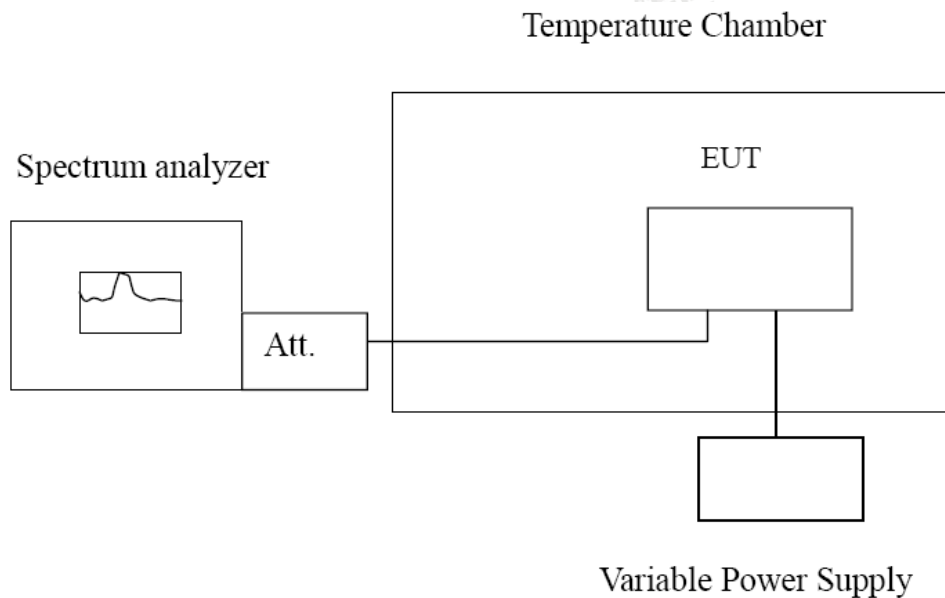 Temperature Chamber
Spectrum analyzer
EUT
Att.
Variable Power Supply